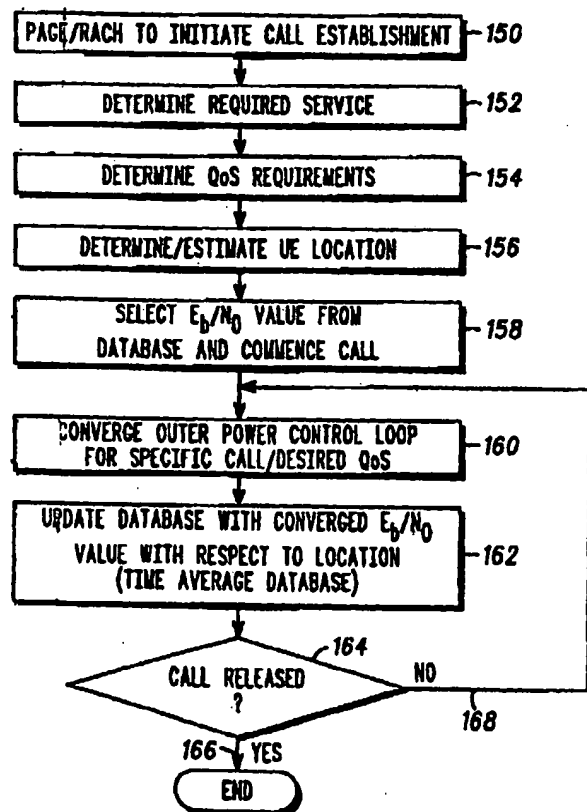 PAGE/RACH TO INITIATE CALL ESTABLISHMENT
150
DETERMINE REQUIRED SERVICE
152
DETERMINE QoS REQUIREMENTS
154
DETERMINE/ESTIMATE UE LOCATION
156
SELECT Eb/N0 VALUE FROM
DATABASE AND COMMENCE CALL
158
CONVERGE OUTER POWER CONTROL LOOP
FOR SPECIFIC CALL/DESIRED QoS
160
UPDATE DATABASE WITH CONVERGED Eb/N0
VALUE WITH RESPECT TO LOCATION
(TIME AVERAGE DATABASE)
162
164
CALL RELEASED
?
NO
168
166
YES
END